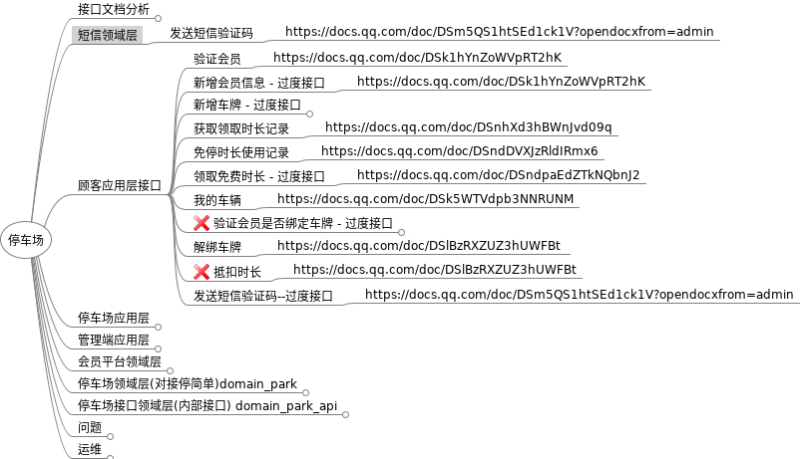 接口文档分析
短信领域层
发送短信验证码
https://docs.qq.com/doc/DSm5QS1htSEd1ck1V?opendocxfrom=admin
验证会员
https://docs.qq.com/doc/DSk1hYnZoWVpRT2hK
新增会员信息 - 过度接口
https://docs.qq.com/doc/DSk1hYnZoWVpRT2hK
新增车牌 - 过度接口
获取领取时长记录
https://docs.qq.com/doc/DSnhXd3hBWnJvd09q
免停时长使用记录
https://docs.qq.com/doc/DSndDVXJzRldIRmx6
顾客应用层接口
领取免费时长 - 过度接口
https://docs.qq.com/doc/DSndpaEdZTkNQbnJ2
我的车辆
https://docs.qq.com/doc/DSk5WTVdpb3NNRUNM
验证会员是否绑定车牌 - 过度接口
停车场
解绑车牌
https://docs.qq.com/doc/DSlBzRXZUZ3hUWFBt
抵扣时长
https://docs.qq.com/doc/DSlBzRXZUZ3hUWFBt
发送短信验证码--过度接口
https://docs.qq.com/doc/DSm5QS1htSEd1ck1V?opendocxfrom=admin
停车场应用层
管理端应用层
会员平台领域层
停车场领域层(对接停简单)domain_park
停车场接口领域层(内部接口) domain_park_api
问题
运维